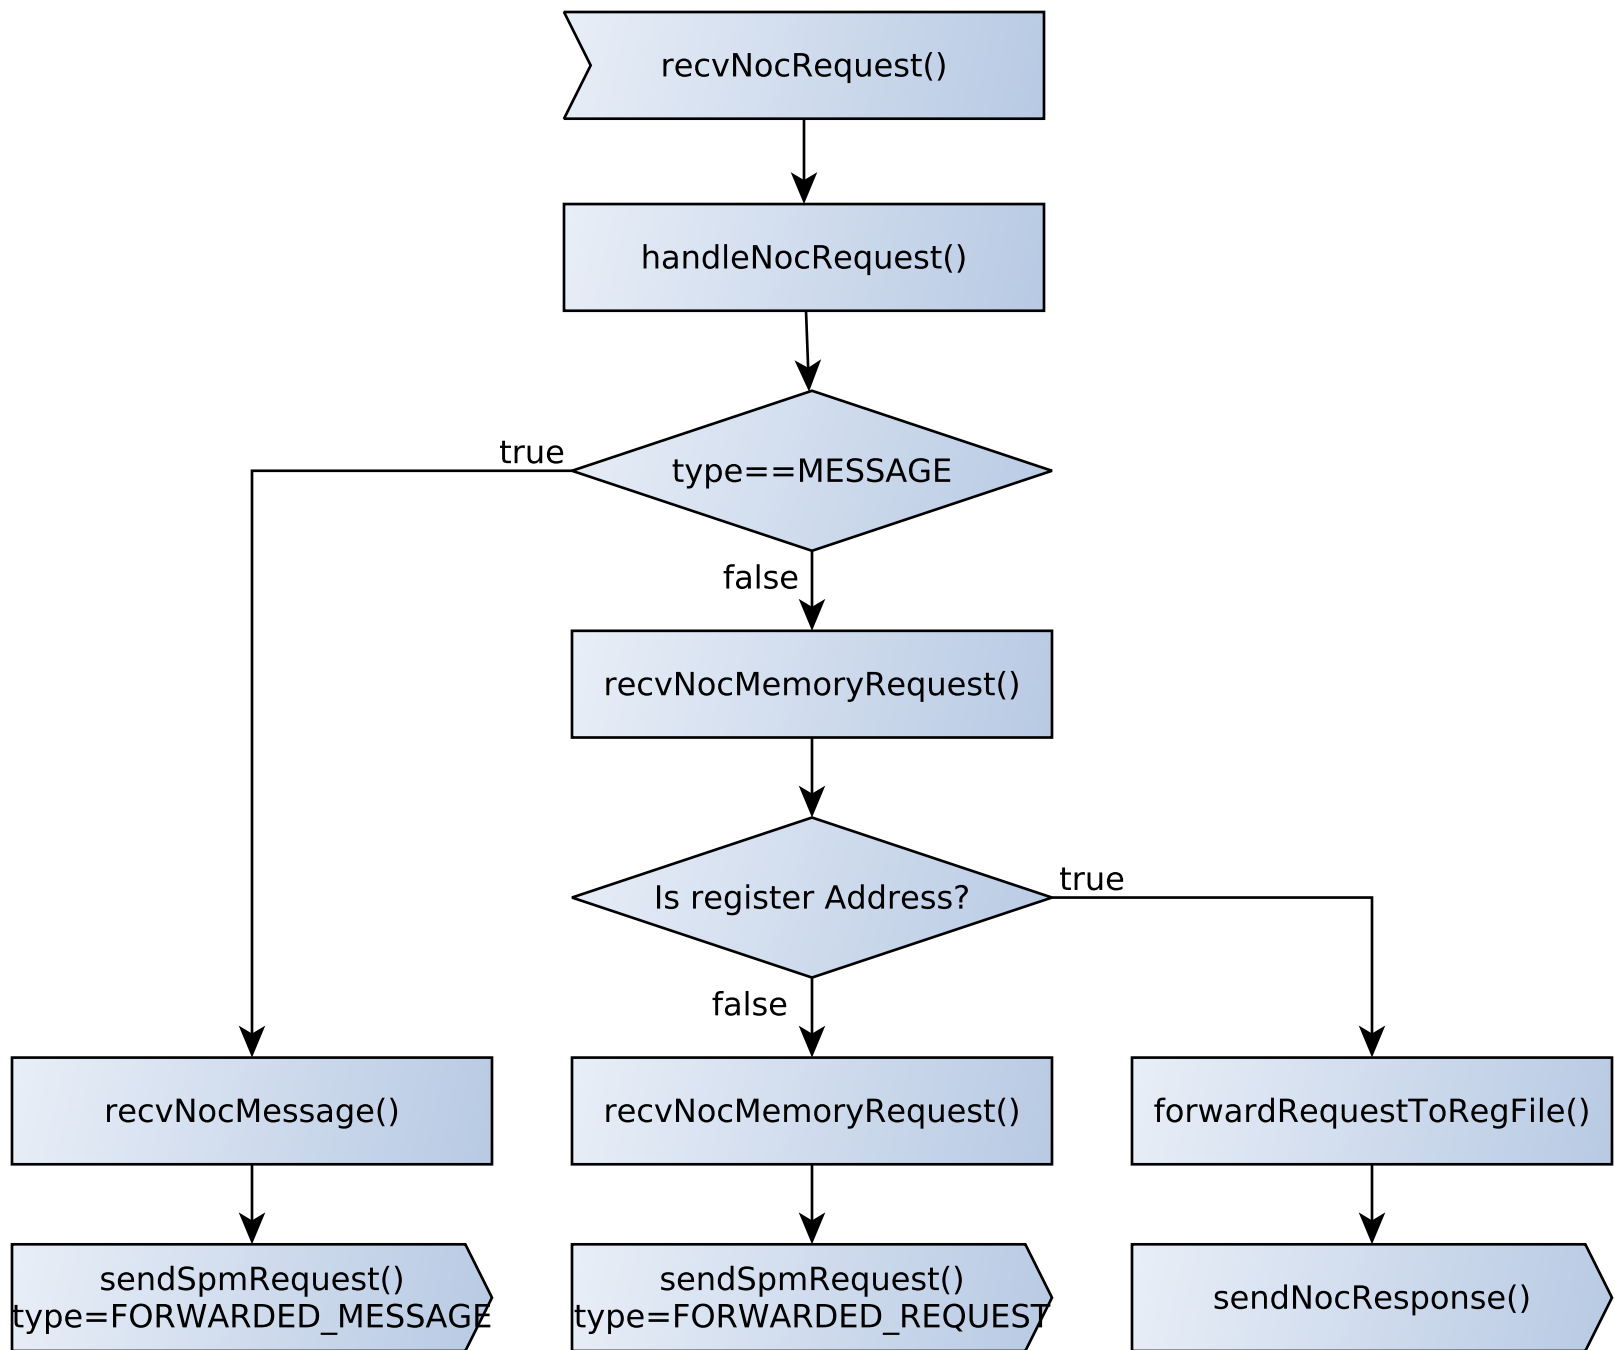 recvNocRequest()
handleNocRequest()
true
type==MESSAGE
false
recvNocMemoryRequest()
true
Is register Address?
false
recvNocMessage()
recvNocMemoryRequest()
forwardRequestToRegFile()
sendSpmRequest()
type=FORWARDED_MESSAGE
sendSpmRequest()
type=FORWARDED_REQUEST
sendNocResponse()